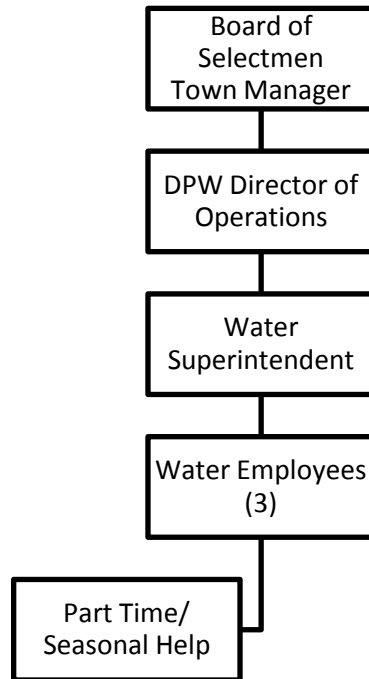 Board of
Selectmen
Town Manager
DPW Director of
Operations
Water
Superintendent
Water Employees
(3)
Part Time/
Seasonal Help